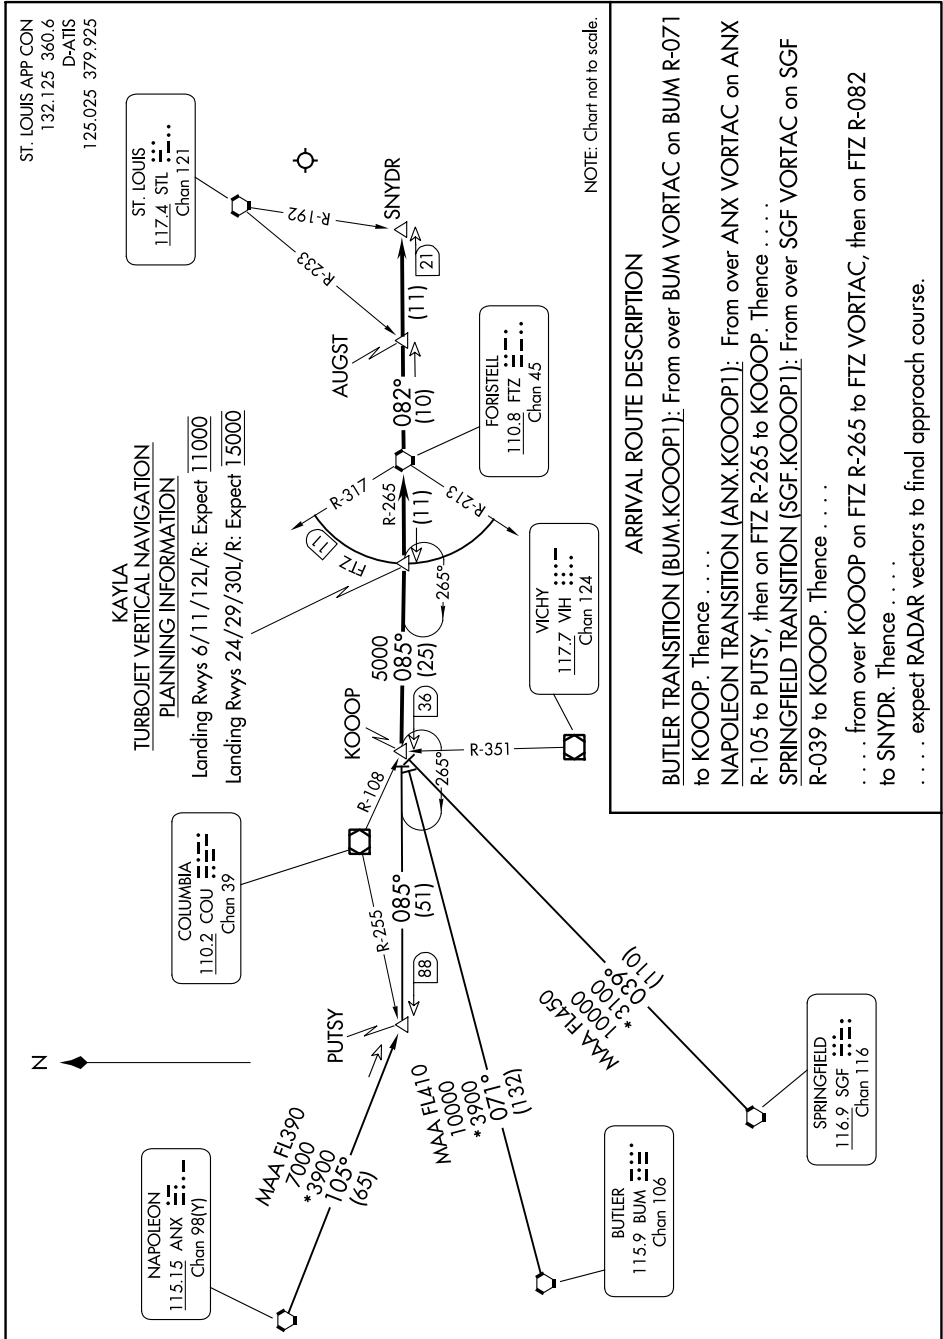 ST. LOUIS APP CON
132.125 360.6
D-ATIS
125.025 379.925
ST. LOUIS
117.4 STL
Chan 121
SNYDR
R-192
R-233
21
(11)
NOTE: Chart not to scale.
AUGST
KAYLA
TURBOJET VERTICAL NAVIGATION
PLANNING INFORMATION
Landing Rwys 6/11/12L/R: Expect 11000
Landing Rwys 24/29/30L/R: Expect 15000
082°
(10)
FORISTELL
110.8 FTZ
Chan 45
R-317
R-265
R-213
11
FTZ
(11)
265°
VICHY
117.7 VIH
Chan 124
5000
085°
(25)
KOOOP
36
R-351
265°
R-108
COLUMBIA
110.2 COU
Chan 39
R-255
085°
(51)
88
PUTSY
N
MAA FL390
7000
*3900
105°
(65)
MAA FL410
10000
*3900
071°
(132)
MAA FL450
10000
*3100
039°
(110)
NAPOLEON
115.15 ANX
Chan 98(Y)
BUTLER
115.9 BUM
Chan 106
SPRINGFIELD
116.9 SGF
Chan 116
ARRIVAL ROUTE DESCRIPTION
BUTLER TRANSITION (BUM.KOOOP1): From over BUM VORTAC on BUM R-071
to KOOOP. Thence . . . .
NAPOLEON TRANSITION (ANX.KOOOP1): From over ANX VORTAC on ANX
R-105 to PUTSY, then on FTZ R-265 to KOOOP. Thence . . . .
SPRINGFIELD TRANSITION (SGF.KOOOP1): From over SGF VORTAC on SGF
R-039 to KOOOP. Thence . . . .
. . . . from over KOOOP on FTZ R-265 to FTZ VORTAC, then on FTZ R-082
to SNYDR. Thence . . . .
. . . . expect RADAR vectors to final approach course.